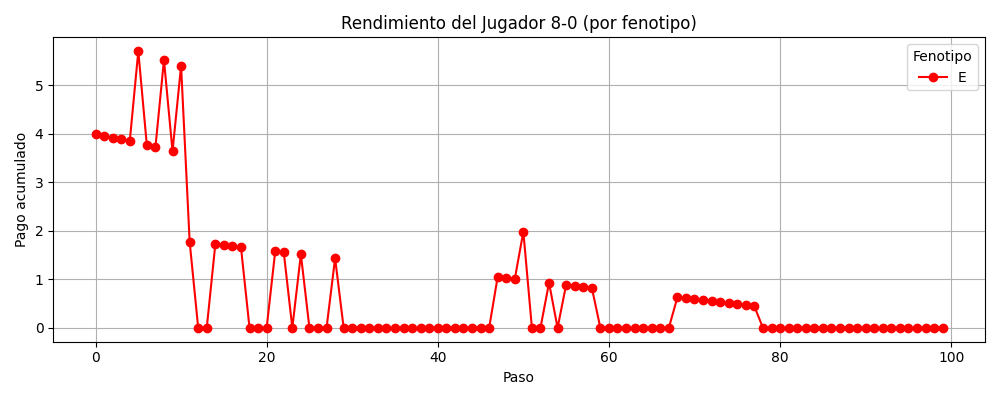 Rendimiento del Jugador 8-0 (por fenotipo)
Fenotipo
E
Pago acumulado
5
4
3
2
1
0
0 20 40 60 80 100
Paso